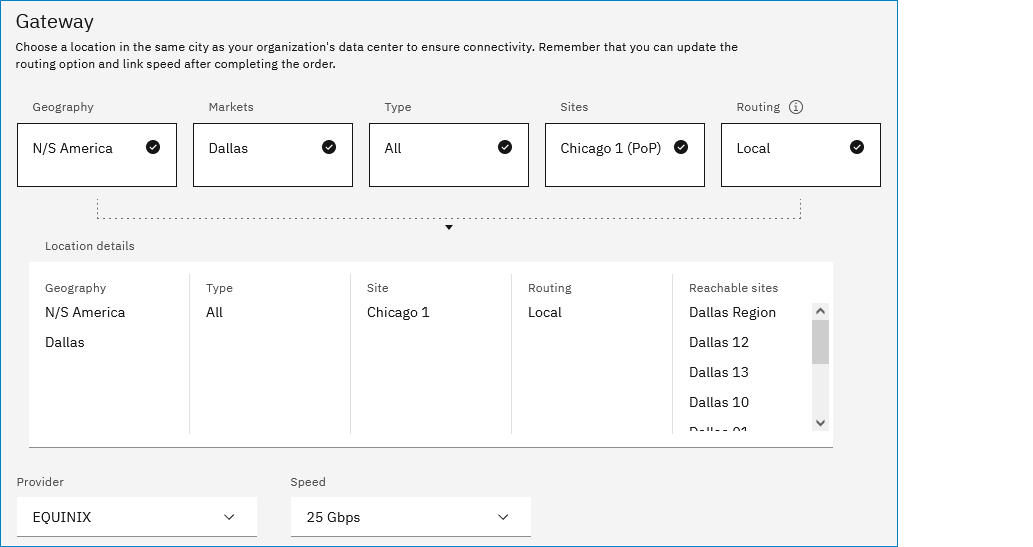 Gateway
Choose a location in the same city as your organization's data center to ensure connectivity. Remember that you can update the
routing option and link speed after completing the order.
Geography
Markets
Type
Sites
Routing
N/S America
Dallas
All
Chicago 1 (PoP)
Local
Location details
Geography
Type
Site
Routing
Reachable sites
N/S America
All
Chicago 1
Local
Dallas Region
Dallas
Dallas 12
Dallas 13
Dallas 10
Dallas 01
Provider
Speed
EQUINIX
25 Gbps